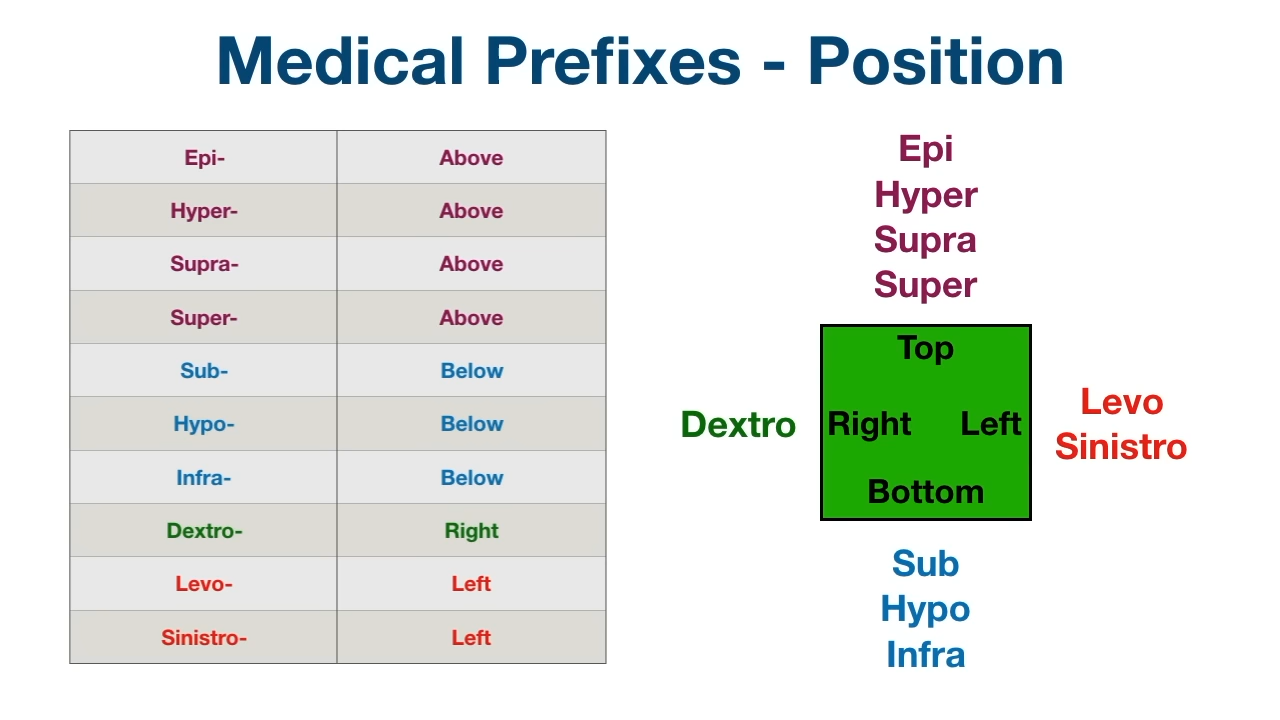 Medical Prefixes - Position
Epi- Above
Hyper- Above
Supra- Above
Super- Above
Sub- Below
Hypo- Below
Infra- Below
Dextro- Right
Levo- Left
Sinistro- Left
Epi
Hyper
Supra
Super
Top
Dextro
Right Left
Levo
Sinistro
Bottom
Sub
Hypo
Infra